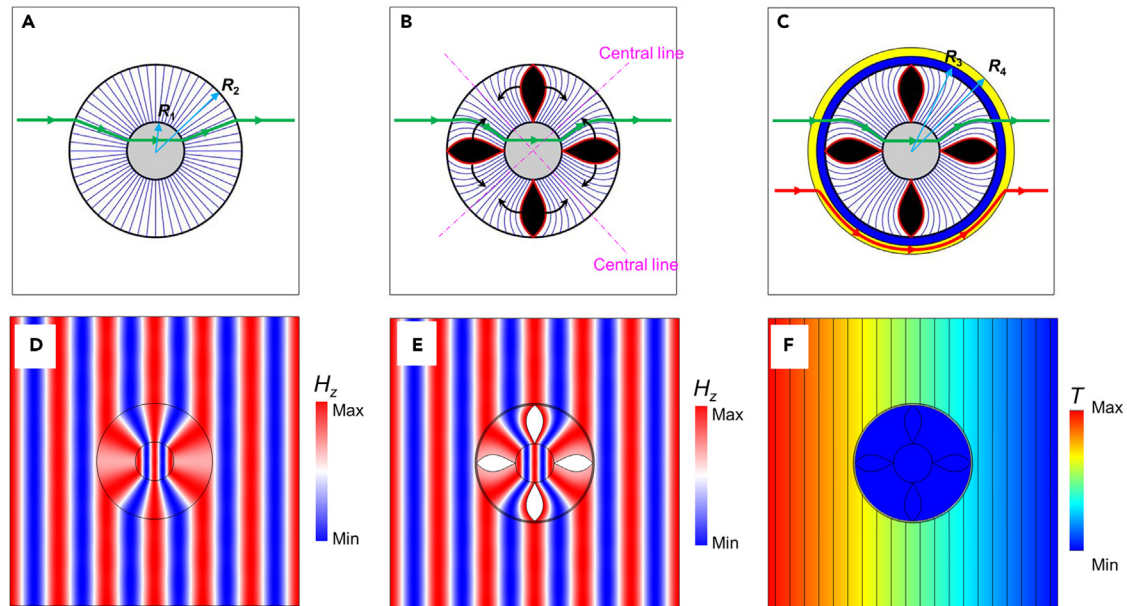 A
R2
R1
B
Central line
Central line
C
R3
R4
D
Hz
Max
Min
E
Hz
Max
Min
F
T
Max
Min